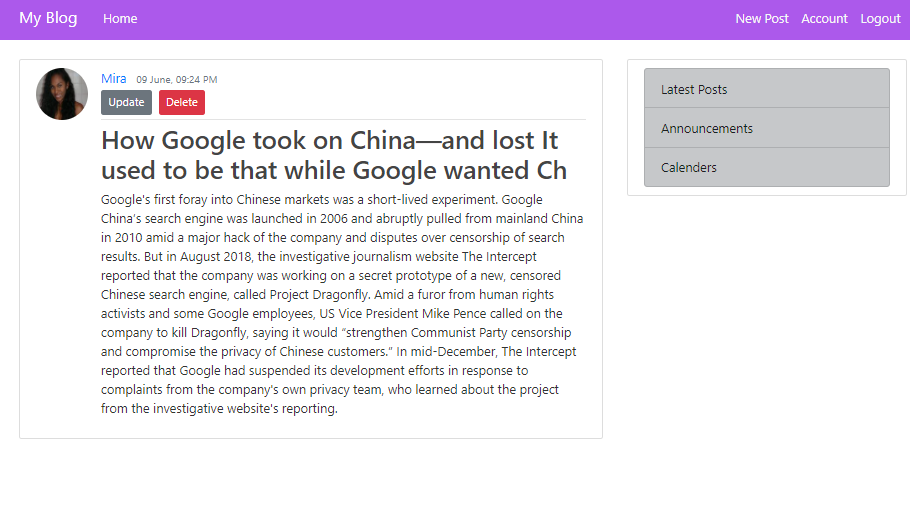 My Blog Home New Post Account Logout
Mira 09 June, 09:24 PM
Update Delete
How Google took on China—and lost It
used to be that while Google wanted Ch
Google's first foray into Chinese markets was a short-lived experiment. Google
China's search engine was launched in 2006 and abruptly pulled from mainland China
in 2010 amid a major hack of the company and disputes over censorship of search
results. But in August 2018, the investigative journalism website The Intercept
reported that the company was working on a secret prototype of a new, censored
Chinese search engine, called Project Dragonfly. Amid a furor from human rights
activists and some Google employees, US Vice President Mike Pence called on the
company to kill Dragonfly, saying it would “strengthen Communist Party censorship
and compromise the privacy of Chinese customers.” In mid-December, The Intercept
reported that Google had suspended its development efforts in response to
complaints from the company's own privacy team, who learned about the project
from the investigative website's reporting.
Latest Posts
Announcements
Calenders